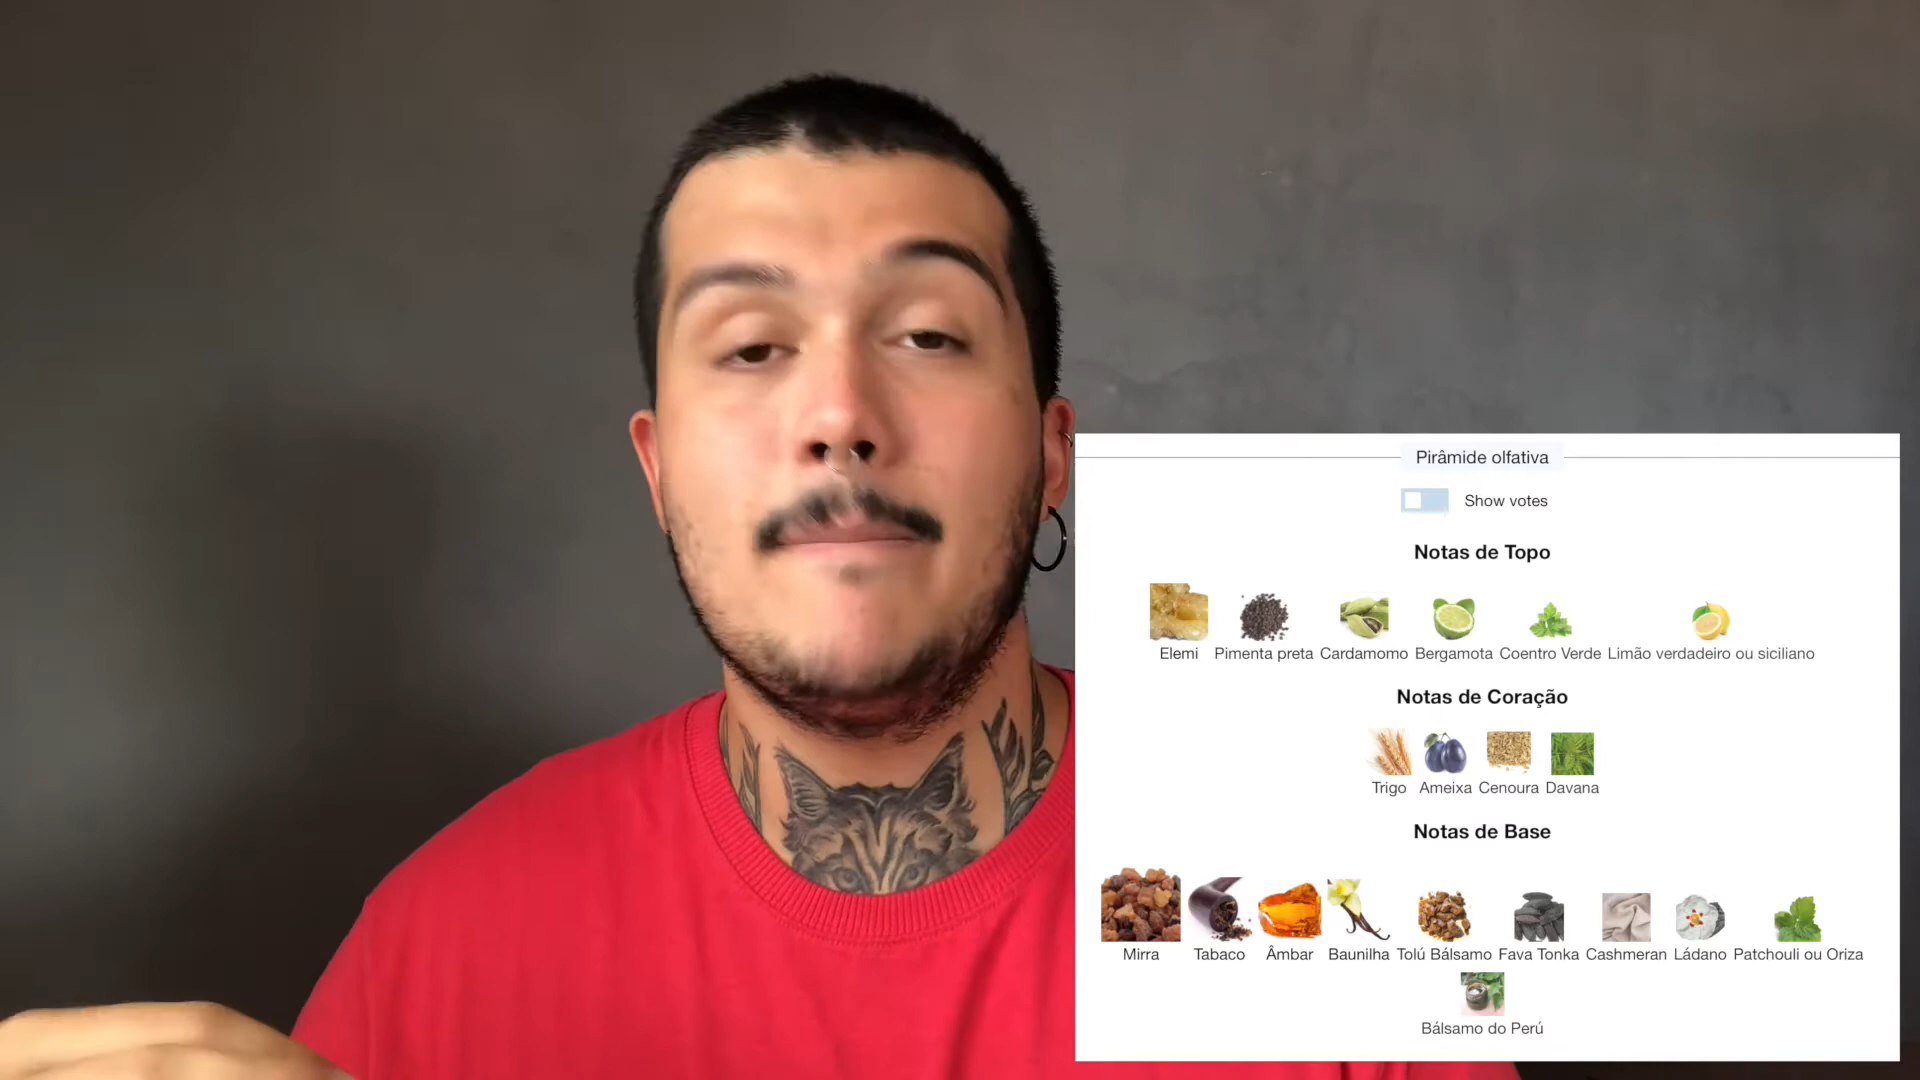 Pirâmide olfativa
Show votes
Notas de Topo
Elemi Pimenta preta Cardamomo Bergamota Coentro Verde Limão verdadeiro ou siciliano
Notas de Coração
Trigo Ameixa Cenoura Davana
Notas de Base
Mirra Tabaco Âmbar Baunilha Tolú Bálsamo Fava Tonka Cashmeran Ládano Patchouli ou Oriza
Bálsamo do Perú